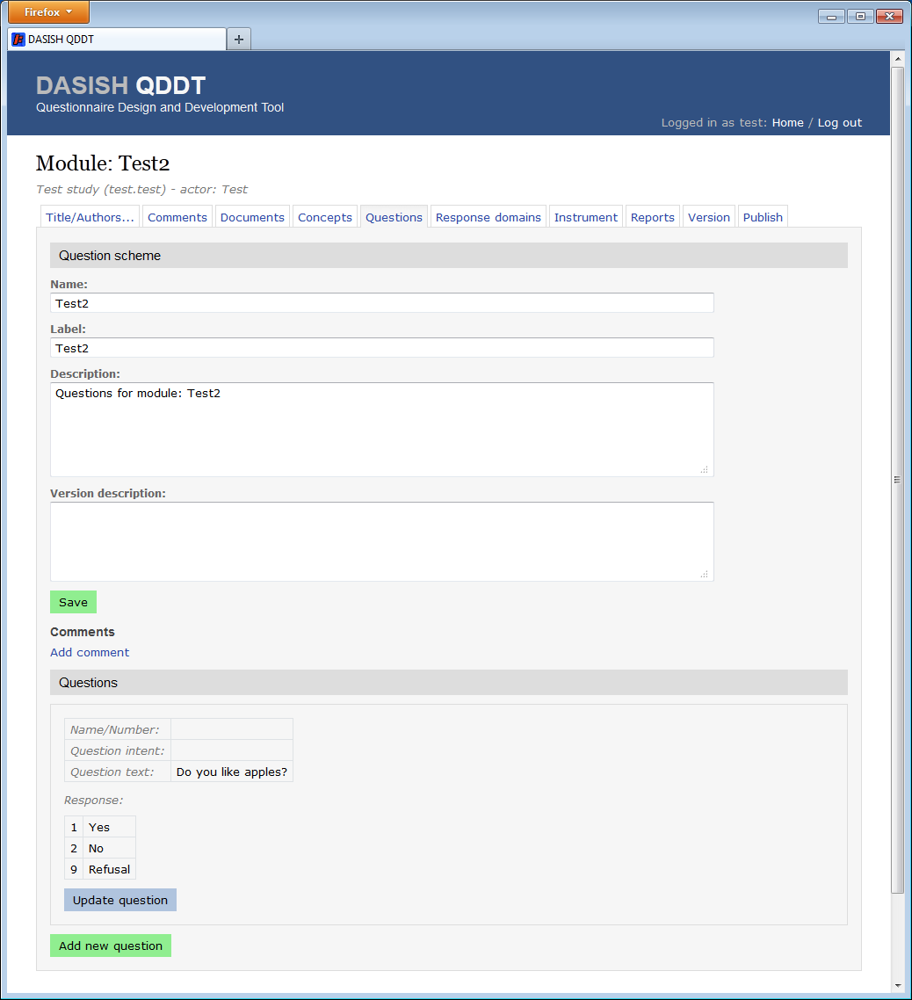 Firefox
DASISH QDDT
DASISH QDDT
Questionnaire Design and Development Tool
Logged in as test: Home / Log out
Module: Test2
Test study (test.test) - actor: Test
Title/Authors... Comments Documents Concepts Questions Response domains Instrument Reports Version Publish
Question scheme
Name:
Test2
Label:
Test2
Description:
Questions for module: Test2
Version description:
Save
Comments
Add comment
Questions
Name/Number:
Question intent:
Question text: Do you like apples?
Response:
1 Yes
2 No
9 Refusal
Update question
Add new question